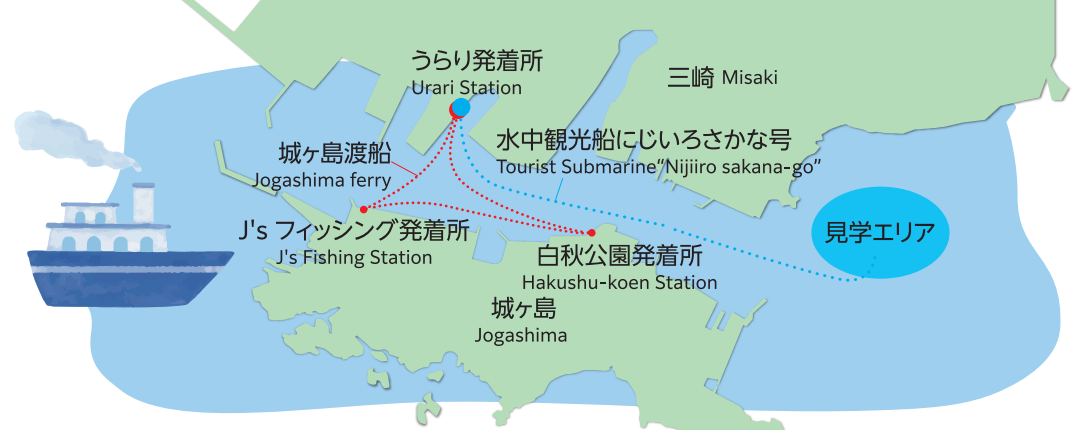 うらり発着所
Urari Station
三崎 Misaki
水中観光船にじいろさかな号
Tourist Submarine“Nijiiro sakana-go”
城ヶ島渡船
Jogashima ferry
見学エリア
J's フィッシング発着所
J's Fishing Station
白秋公園発着所
Hakushu-koen Station
城ヶ島
Jogashima